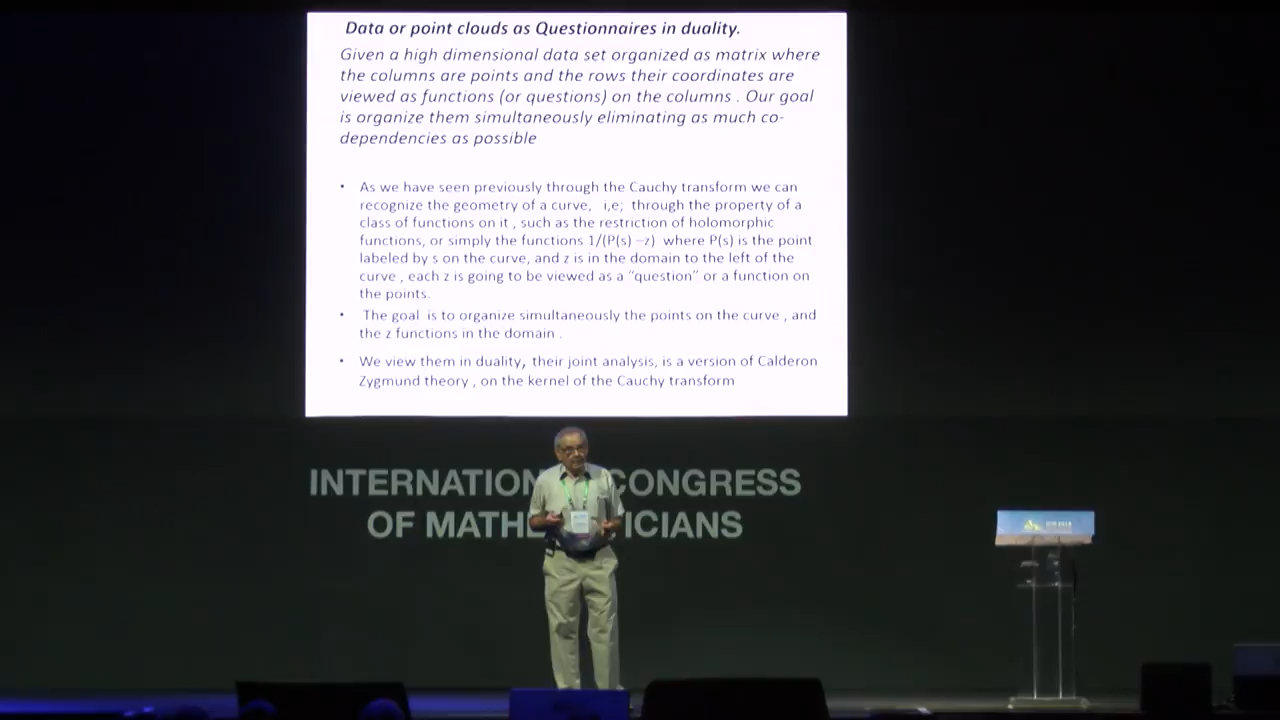 Data or point clouds as Questionnaires in duality.
Given a high dimensional data set organized as matrix where
the columns are points and the rows their coordinates are
viewed as functions (or questions) on the columns . Our goal
is organize them simultaneously eliminating as much co-
dependencies as possible
• As we have seen previously through the Cauchy transform we can
recognize the geometry of a curve, i,e; through the property of a
class of functions on it , such as the restriction of holomorphic
functions, or simply the functions 1/(P(s) –z) where P(s) is the point
labeled by s on the curve, and z is in the domain to the left of the
curve , each z is going to be viewed as a “question” or a function on
the points.
• The goal is to organize simultaneously the points on the curve , and
the z functions in the domain .
• We view them in duality, their joint analysis, is a version of Calderon
Zygmund theory , on the kernel of the Cauchy transform
INTERNATION CONGRESS
OF MATHE ICIANS